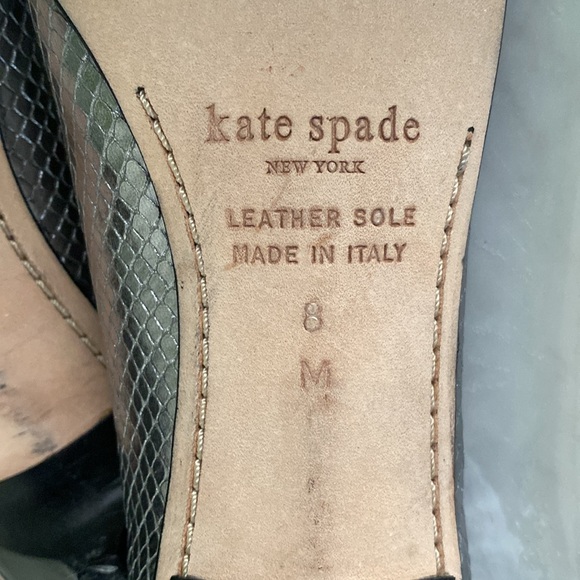 kate spade
NEW YORK
LEATHER SOLE
MADE IN ITALY
8
M